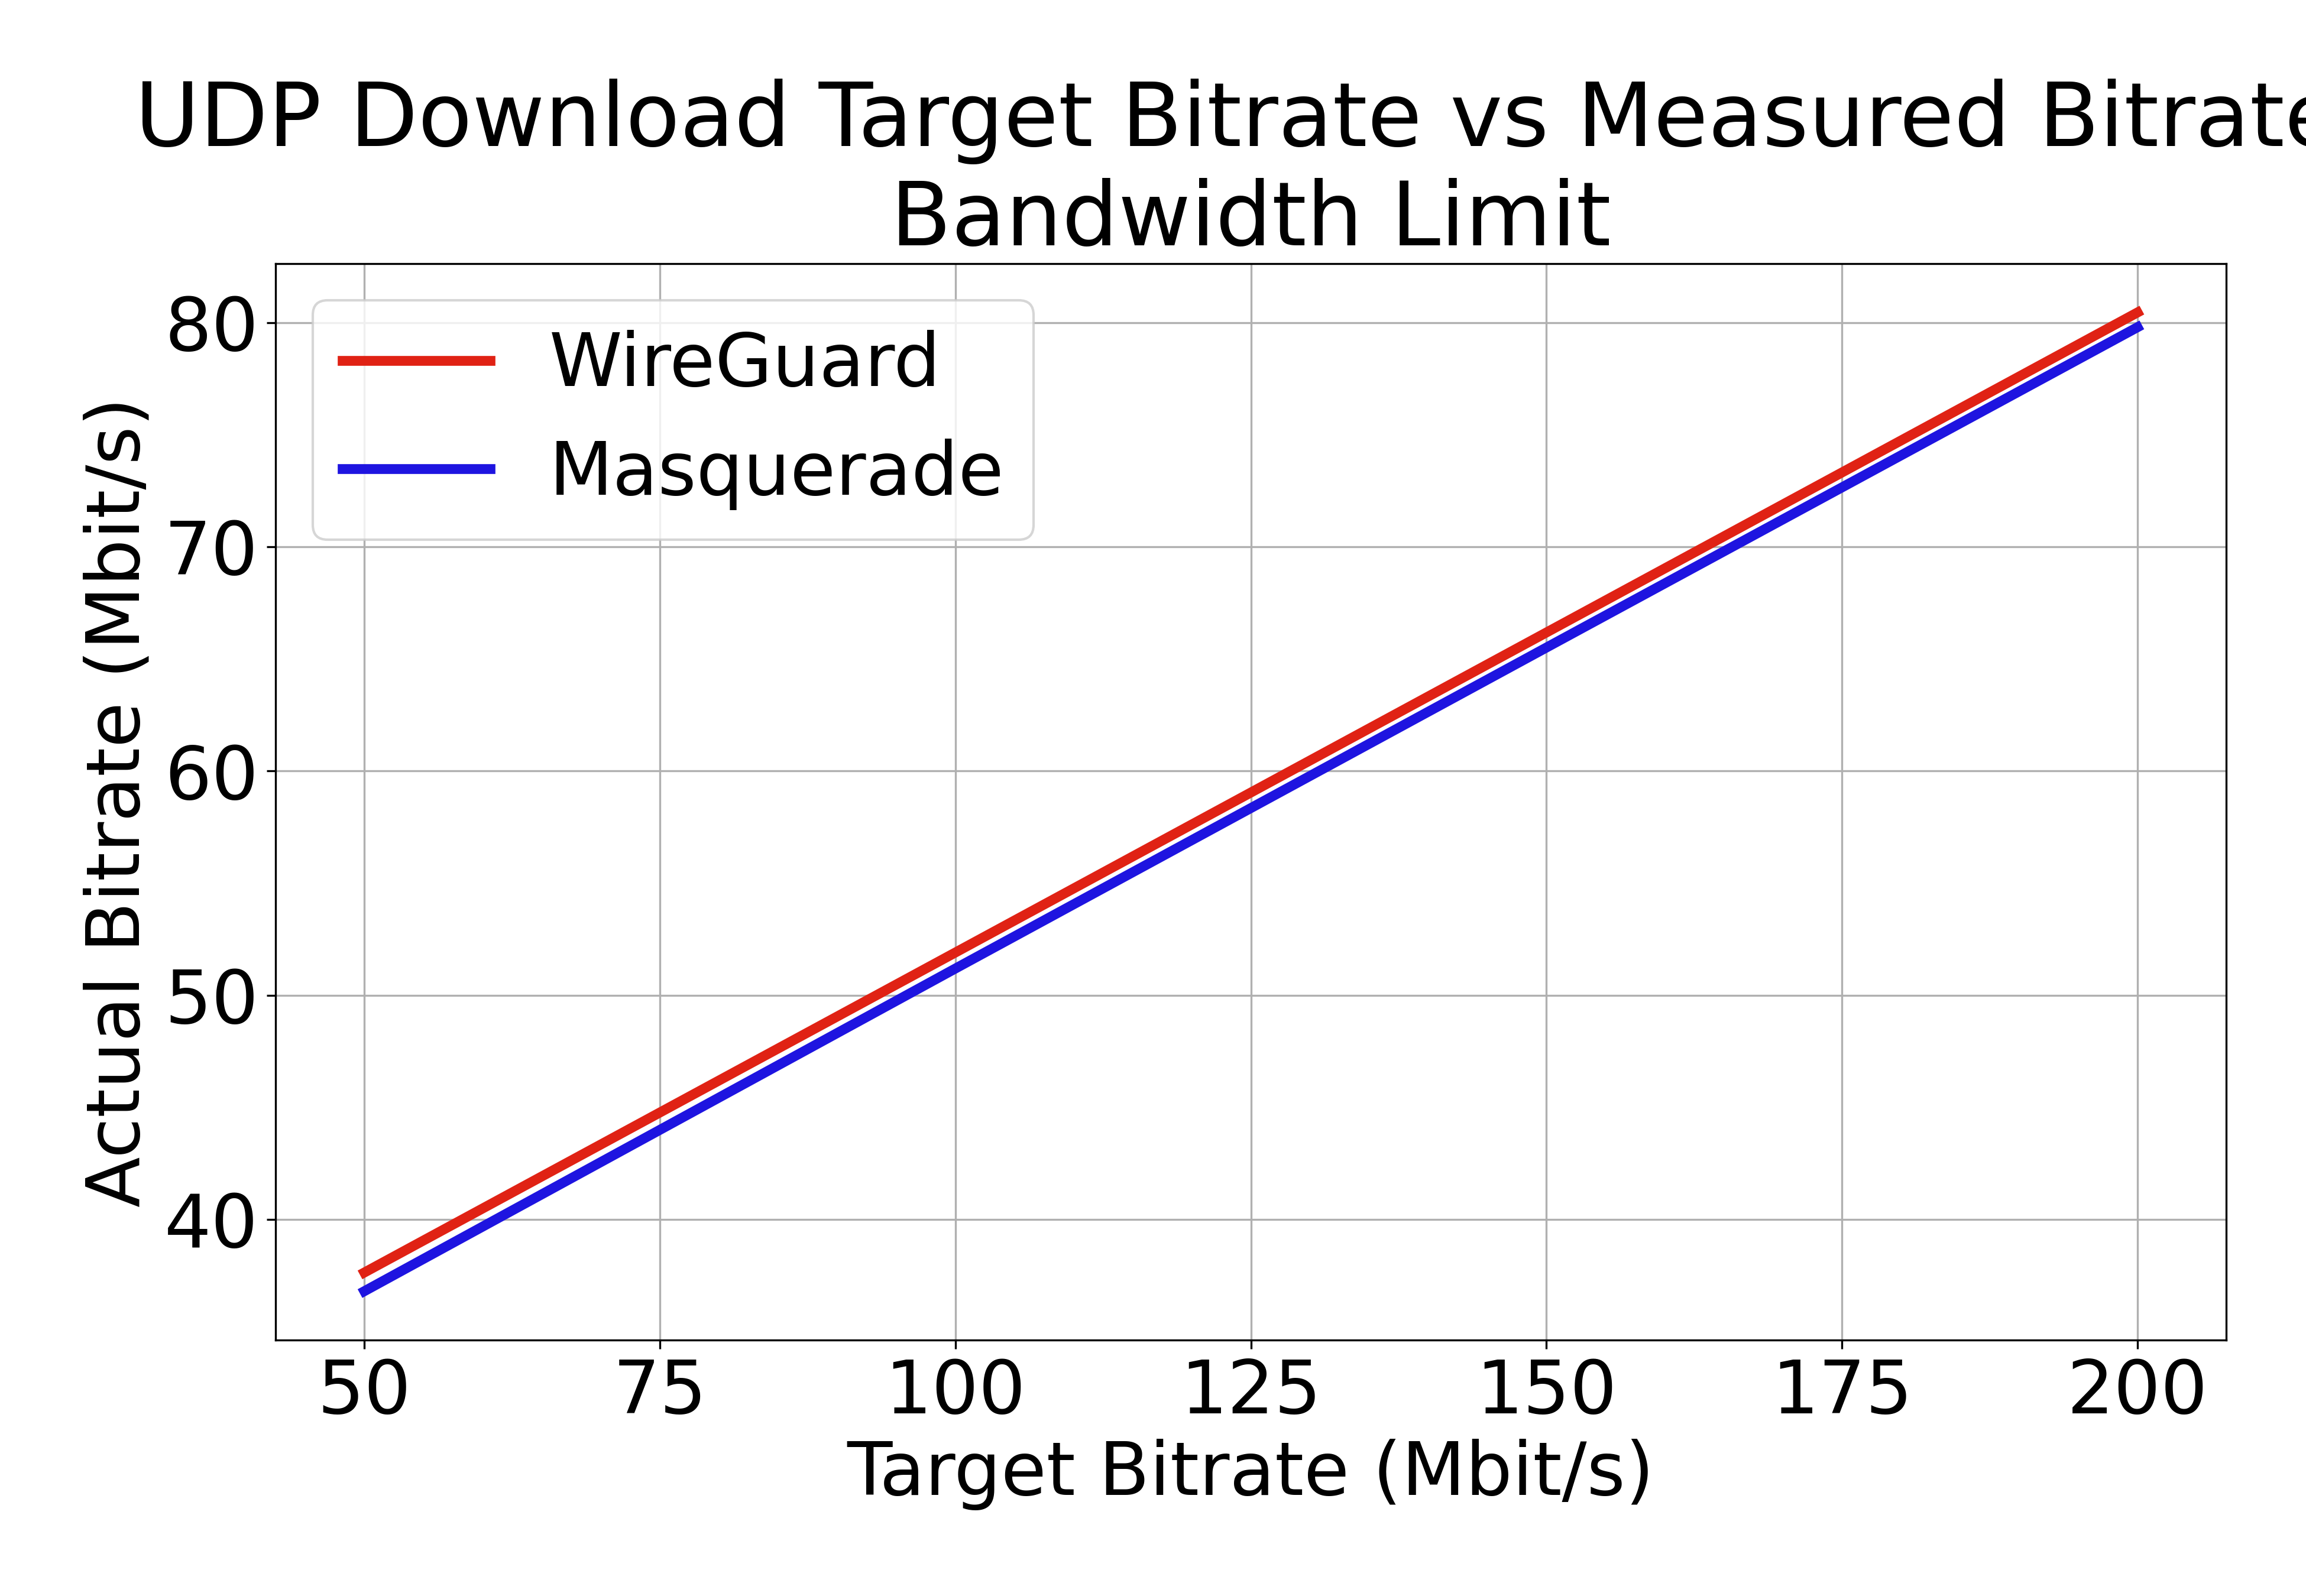 UDP Download Target Bitrate vs Measured Bitrate
Bandwidth Limit
80
70
60
50
40
Actual Bitrate (Mbit/s)
WireGuard
Masquerade
50 75 100 125 150 175 200
Target Bitrate (Mbit/s)